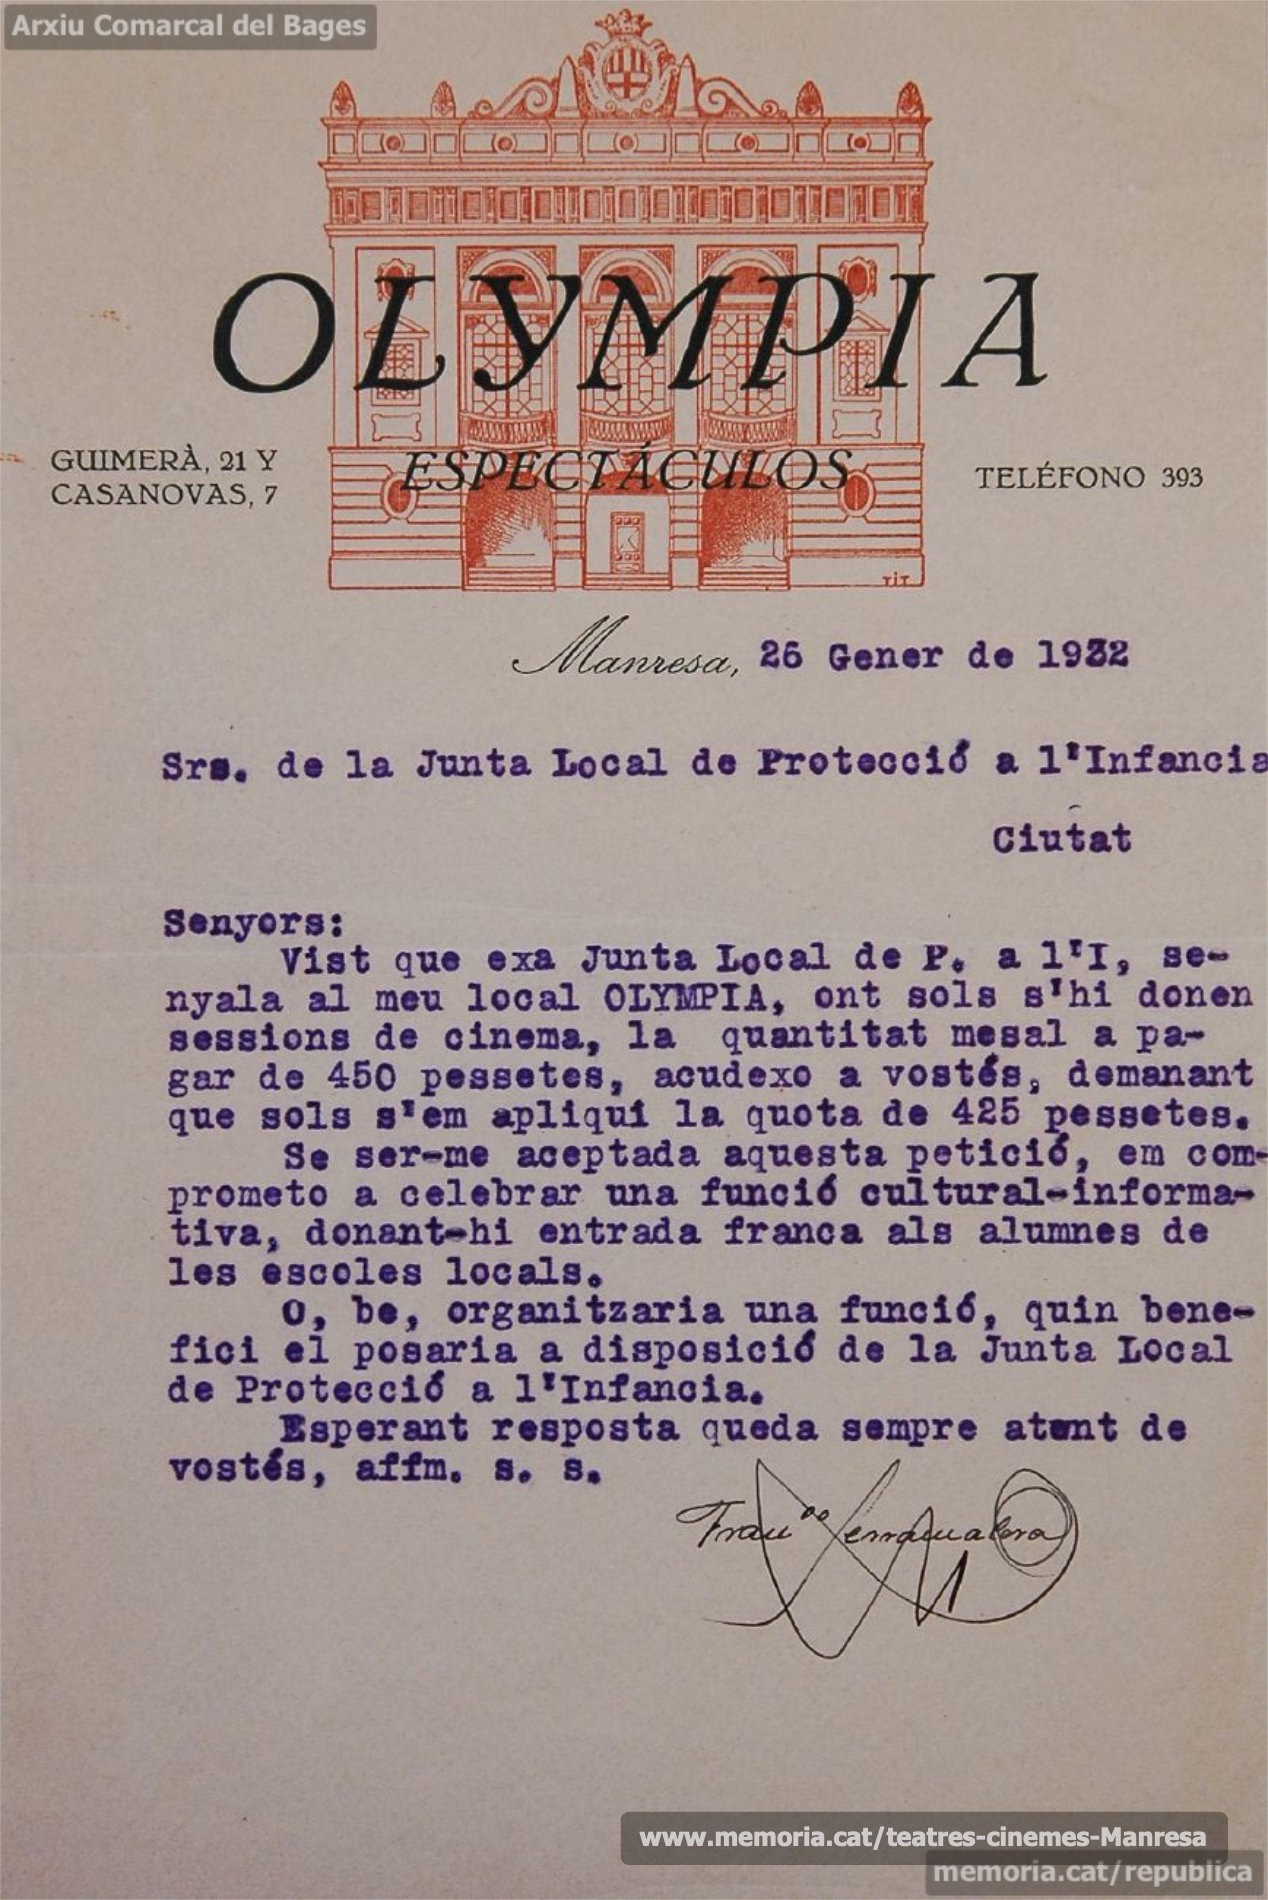 Arxiu Comarcal del Bages
OLYMPIA
ESPECTÁCULOS
GUIMERÀ, 21 Y
CASANOVAS, 7
TELÉFONO 393
TIT
Manresa, 26 Gener de 1932
Srs. de la Junta Local de Protecció a l'Infancia
Ciutat
Senyors:
Vist que exa Junta Local de P. a l'I, se-
nyala al meu local OLYMPIA, ont sols s'hi donen
sessions de cinema, la quantitat mesal a pa-
gar de 450 pessetes, acudexo a vostés, demanant
que sols s'em apliqui la quota de 425 pessetes.
Se ser-me aceptada aquesta petició, em com-
prometo a celebrar una funció cultural-informa-
tiva, donant-hi entrada franca als alumnes de
les escoles locals.
O, be, organitzaria una funció, quin bene-
fici el posaria a disposició de la Junta Local
de Protecció a l'Infancia.
Esperant resposta queda sempre atent de
vostés, affm. s. s.
www.memoria.cat/teatres-cinemes-Manresa
memoria.cat/republica